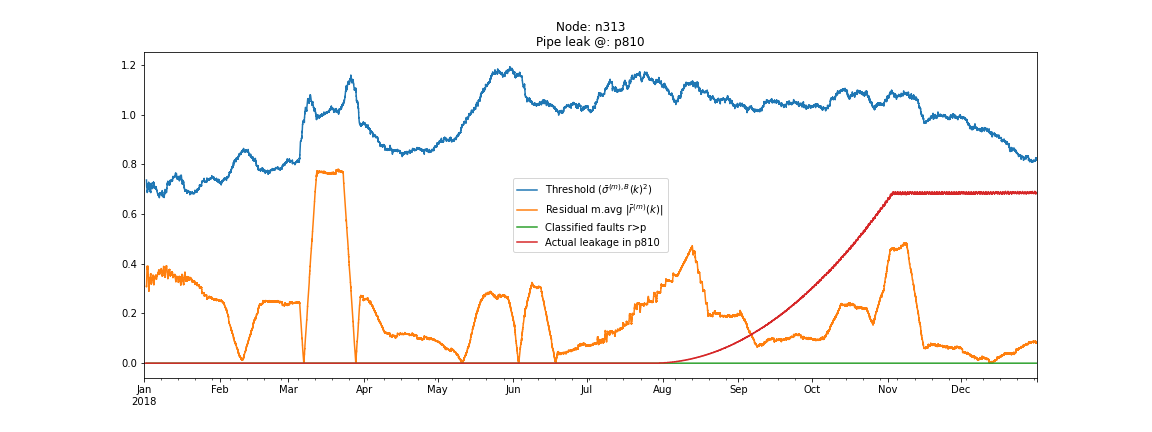 Node: n313
Pipe leak @: p810
1.2
1.0
0.8
0.6
0.4
0.2
0.0
Threshold (σ̄⁽ᵐ⁾,ᴮ(k)²)
Residual m.avg |r̄⁽ᵐ⁾(k)|
Classified faults r>p
Actual leakage in p810
Jan Feb Mar Apr May Jun Jul Aug Sep Oct Nov Dec
2018